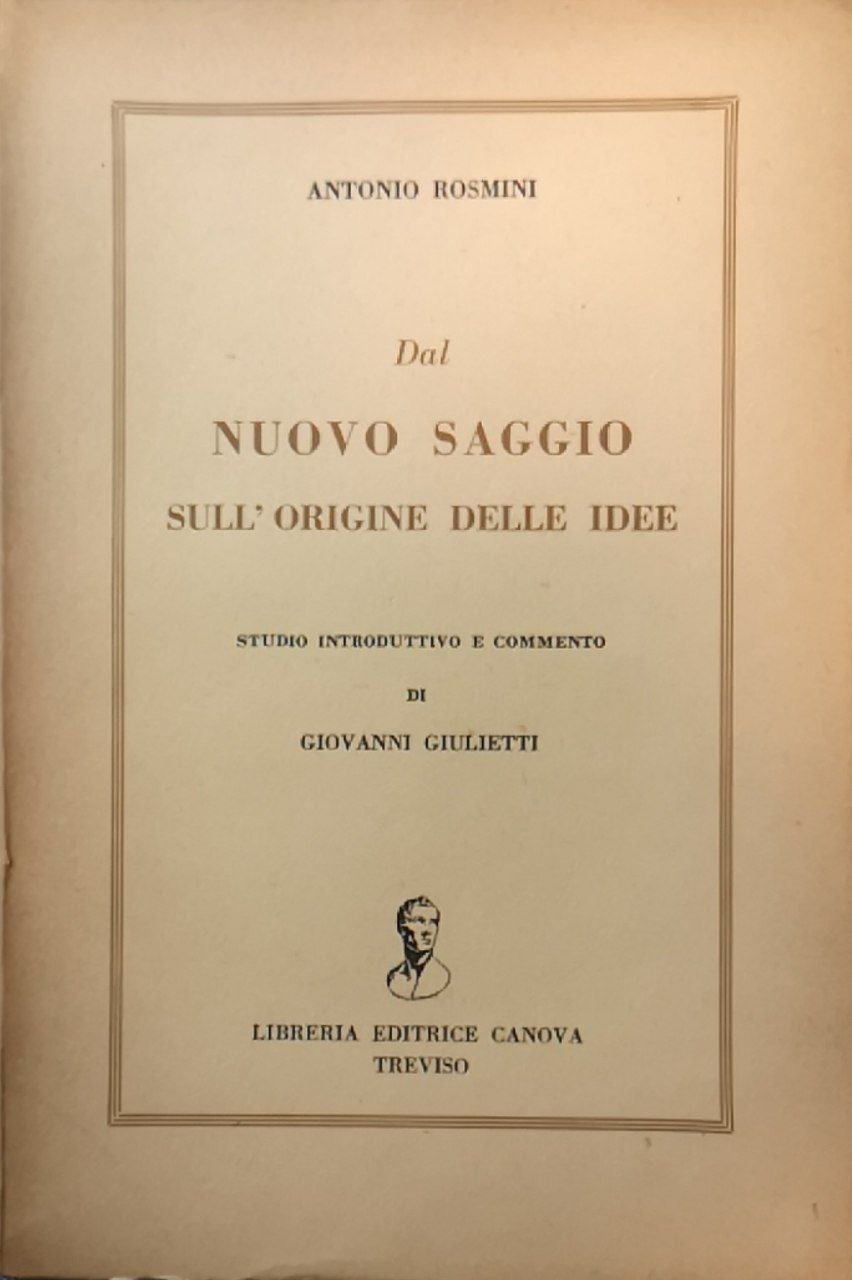 ANTONIO ROSMINI
Dal
NUOVO SAGGIO
SULL' ORIGINE DELLE IDEE
STUDIO INTRODUTTIVO E COMMENTO
DI
GIOVANNI GIULIETTI
LIBRERIA EDITRICE CANOVA
TREVISO